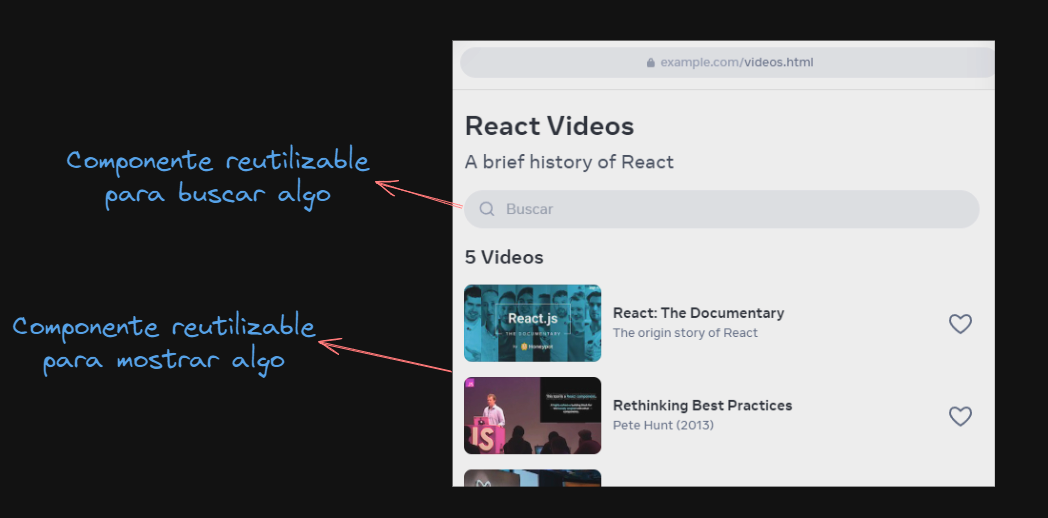 example.com/videos.html
React Videos
A brief history of React
Componente reutilizable
para buscar algo
Buscar
5 Videos
React.js
THE DOCUMENTARY
by Honeypot
React: The Documentary
The origin story of React
Componente reutilizable
para mostrar algo
JS
IS
Rethinking Best Practices
Pete Hunt (2013)